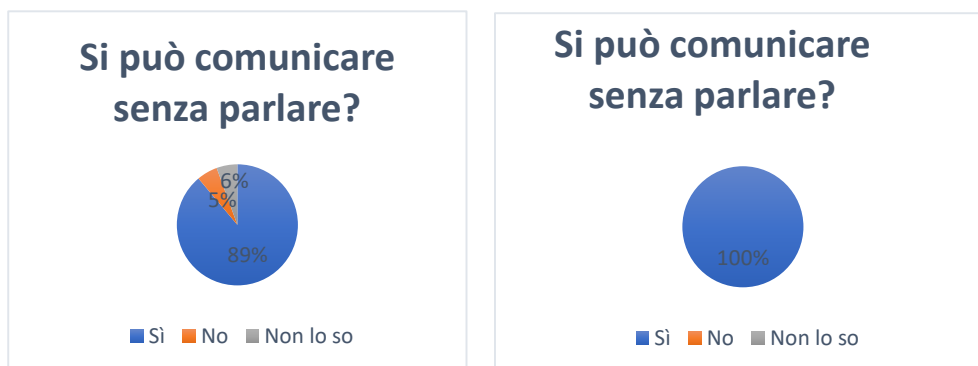 Si può comunicare
senza parlare?
6%
5%
89%
Sì No Non lo so
Si può comunicare
senza parlare?
100%
Sì No Non lo so